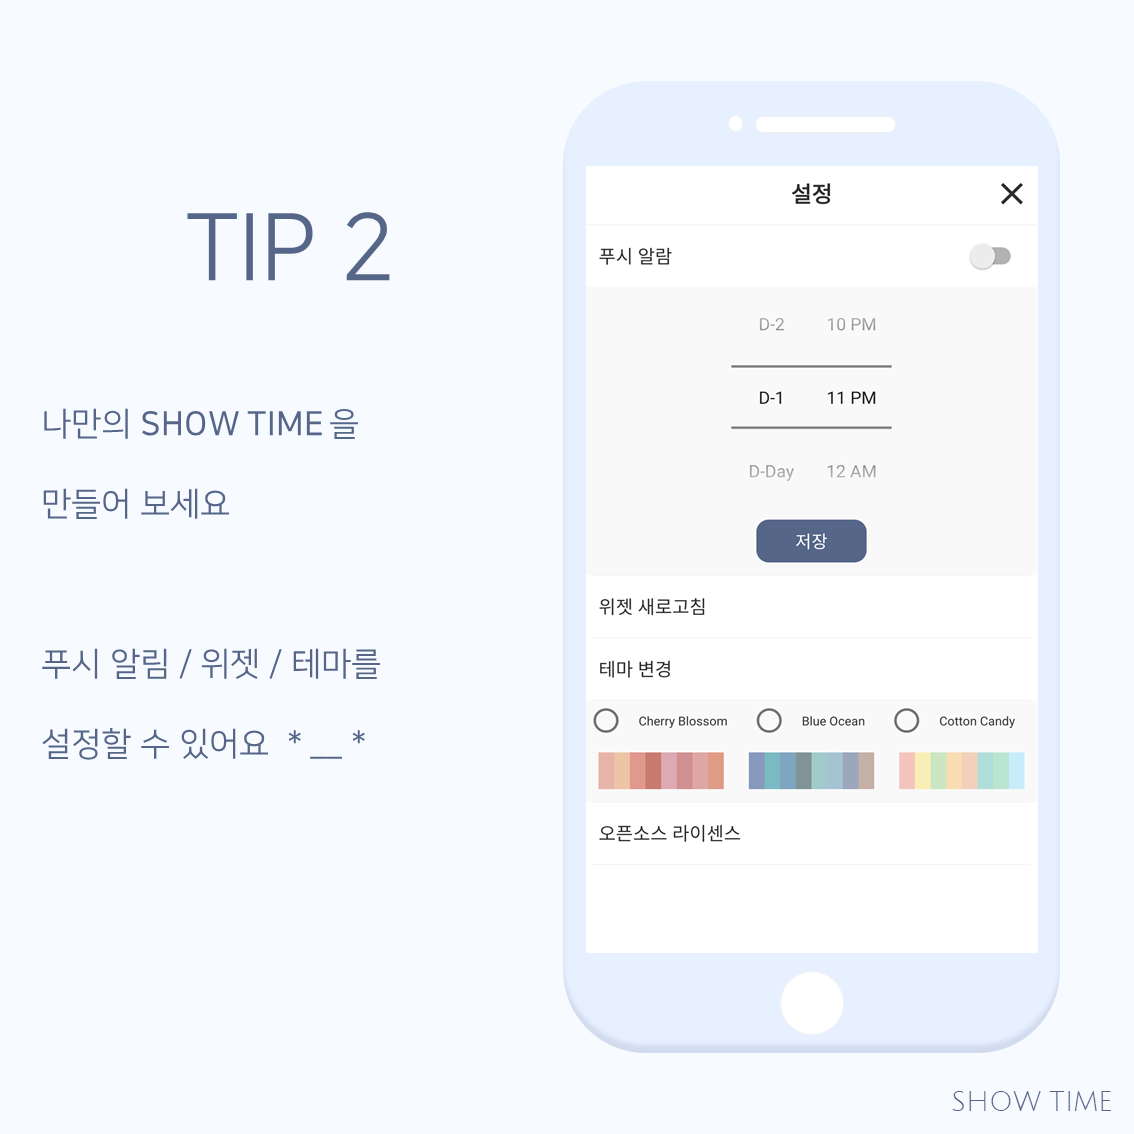 TIP 2
나만의 SHOW TIME 을
만들어 보세요
푸시 알림 / 위젯 / 테마를
설정할 수 있어요 * __ *
설정
푸시 알람
D-2 10 PM
D-1 11 PM
D-Day 12 AM
저장
위젯 새로고침
테마 변경
Cherry Blossom Blue Ocean Cotton Candy
오픈소스 라이센스
SHOW TIME